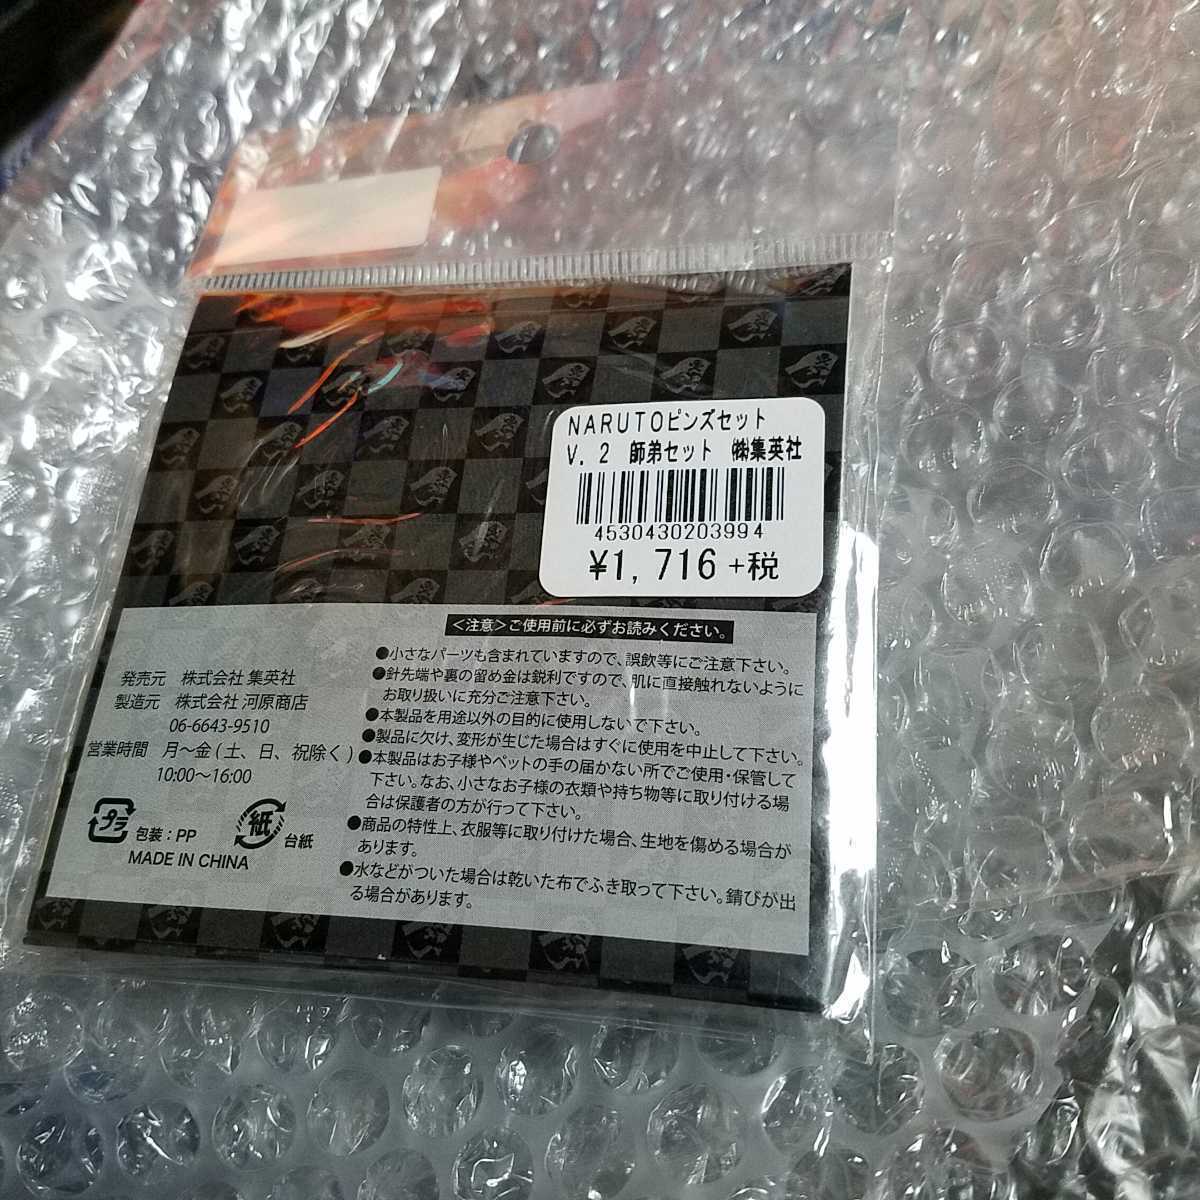 NARUTOピンズセット
V．2　師弟セット　㈱集英社
4530430203994
¥1,716+税
＜注意＞ご使用前に必ずお読みください。
●小さなパーツも含まれていますので、誤飲等にご注意下さい。
●針先端や裏の留め金は鋭利ですので、肌に直接触れないように
お取り扱いに充分ご注意下さい。
●本製品を用途以外の目的に使用しないで下さい。
●製品に欠け、変形が生じた場合はすぐに使用を中止して下さい。
●本製品はお子様やペットの手の届かない所でご使用・保管して
下さい。なお、小さなお子様の衣類や持ち物等に取り付ける場
合は保護者の方が行って下さい。
●商品の特性上、衣服等に取り付けた場合、生地を傷める場合が
あります。
●水などがついた場合は乾いた布でふき取って下さい。錆びが出
る場合があります。
発売元　株式会社 集英社
製造元　株式会社 河原商店
06-6643-9510
営業時間　月〜金(土、日、祝除く)
10:00〜16:00
プラ 包装：PP 紙 台紙
MADE IN CHINA